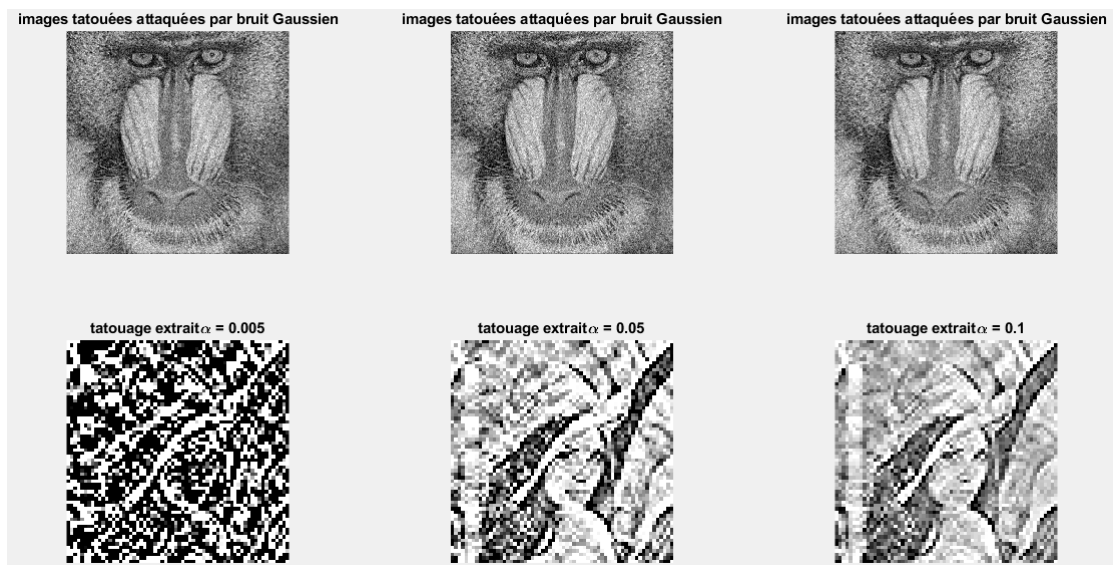 images tatouées attaquées par bruit Gaussien
images tatouées attaquées par bruit Gaussien
images tatouées attaquées par bruit Gaussien
tatouage extraitα = 0.005
tatouage extraitα = 0.05
tatouage extraitα = 0.1